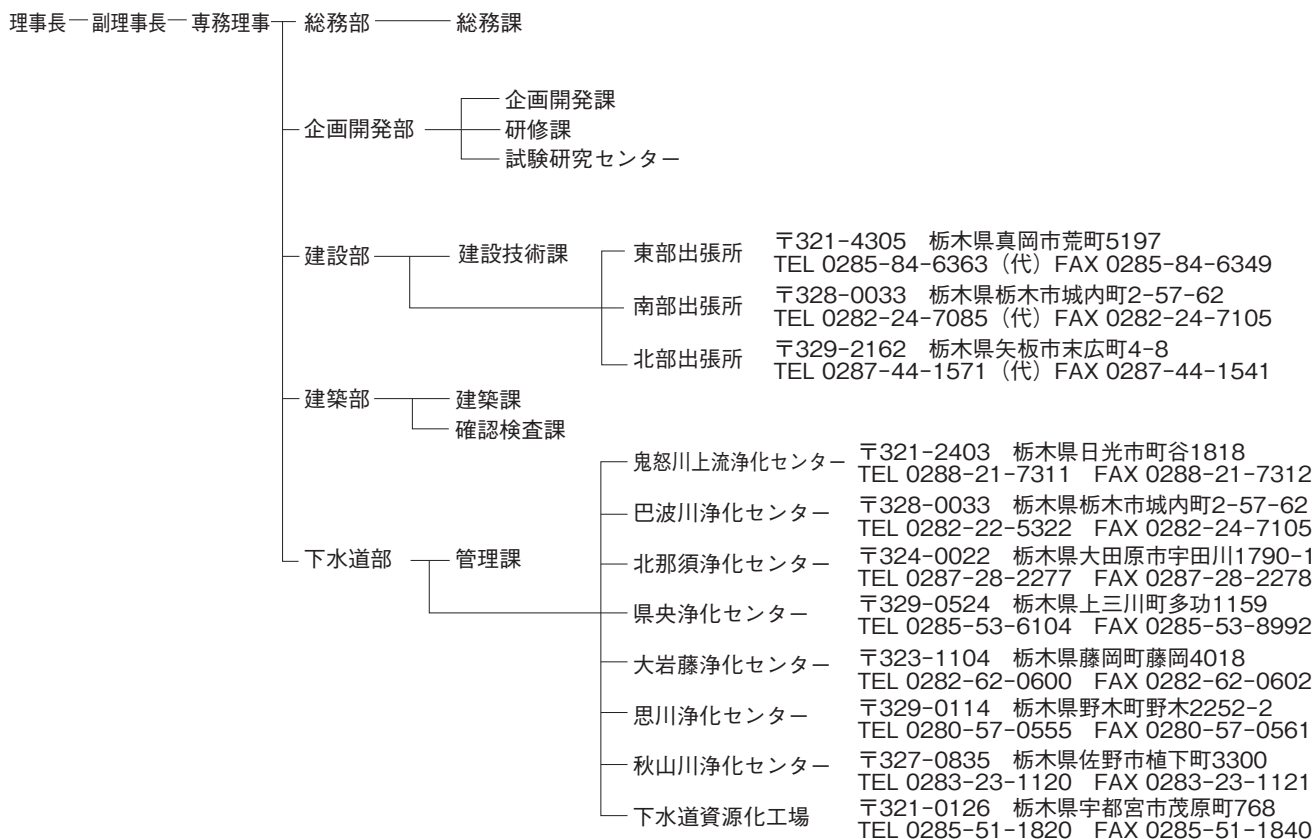 理事長 副理事長 専務理事 総務部 総務課
企画開発課
企画開発部 研修課
試験研究センター
建設部 建設技術課 東部出張所 〒321-4305 栃木県真岡市荒町5197
TEL 0285-84-6363（代）FAX 0285-84-6349
南部出張所 〒328-0033 栃木県栃木市城内町2-57-62
TEL 0282-24-7085（代）FAX 0282-24-7105
北部出張所 〒329-2162 栃木県矢板市末広町4-8
TEL 0287-44-1571（代）FAX 0287-44-1541
建築部 建築課
確認検査課
鬼怒川上流浄化センター 〒321-2403 栃木県日光市町谷1818
TEL 0288-21-7311 FAX 0288-21-7312
巴波川浄化センター 〒328-0033 栃木県栃木市城内町2-57-62
TEL 0282-22-5322 FAX 0282-24-7105
下水道部 管理課 北那須浄化センター 〒324-0022 栃木県大田原市宇田川1790-1
TEL 0287-28-2277 FAX 0287-28-2278
県央浄化センター 〒329-0524 栃木県上三川町多功1159
TEL 0285-53-6104 FAX 0285-53-8992
大岩藤浄化センター 〒323-1104 栃木県藤岡町藤岡4018
TEL 0282-62-0600 FAX 0282-62-0602
思川浄化センター 〒329-0114 栃木県野木町野木2252-2
TEL 0280-57-0555 FAX 0280-57-0561
秋山川浄化センター 〒327-0835 栃木県佐野市植下町3300
TEL 0283-23-1120 FAX 0283-23-1121
下水道資源化工場 〒321-0126 栃木県宇都宮市茂原町768
TEL 0285-51-1820 FAX 0285-51-1840